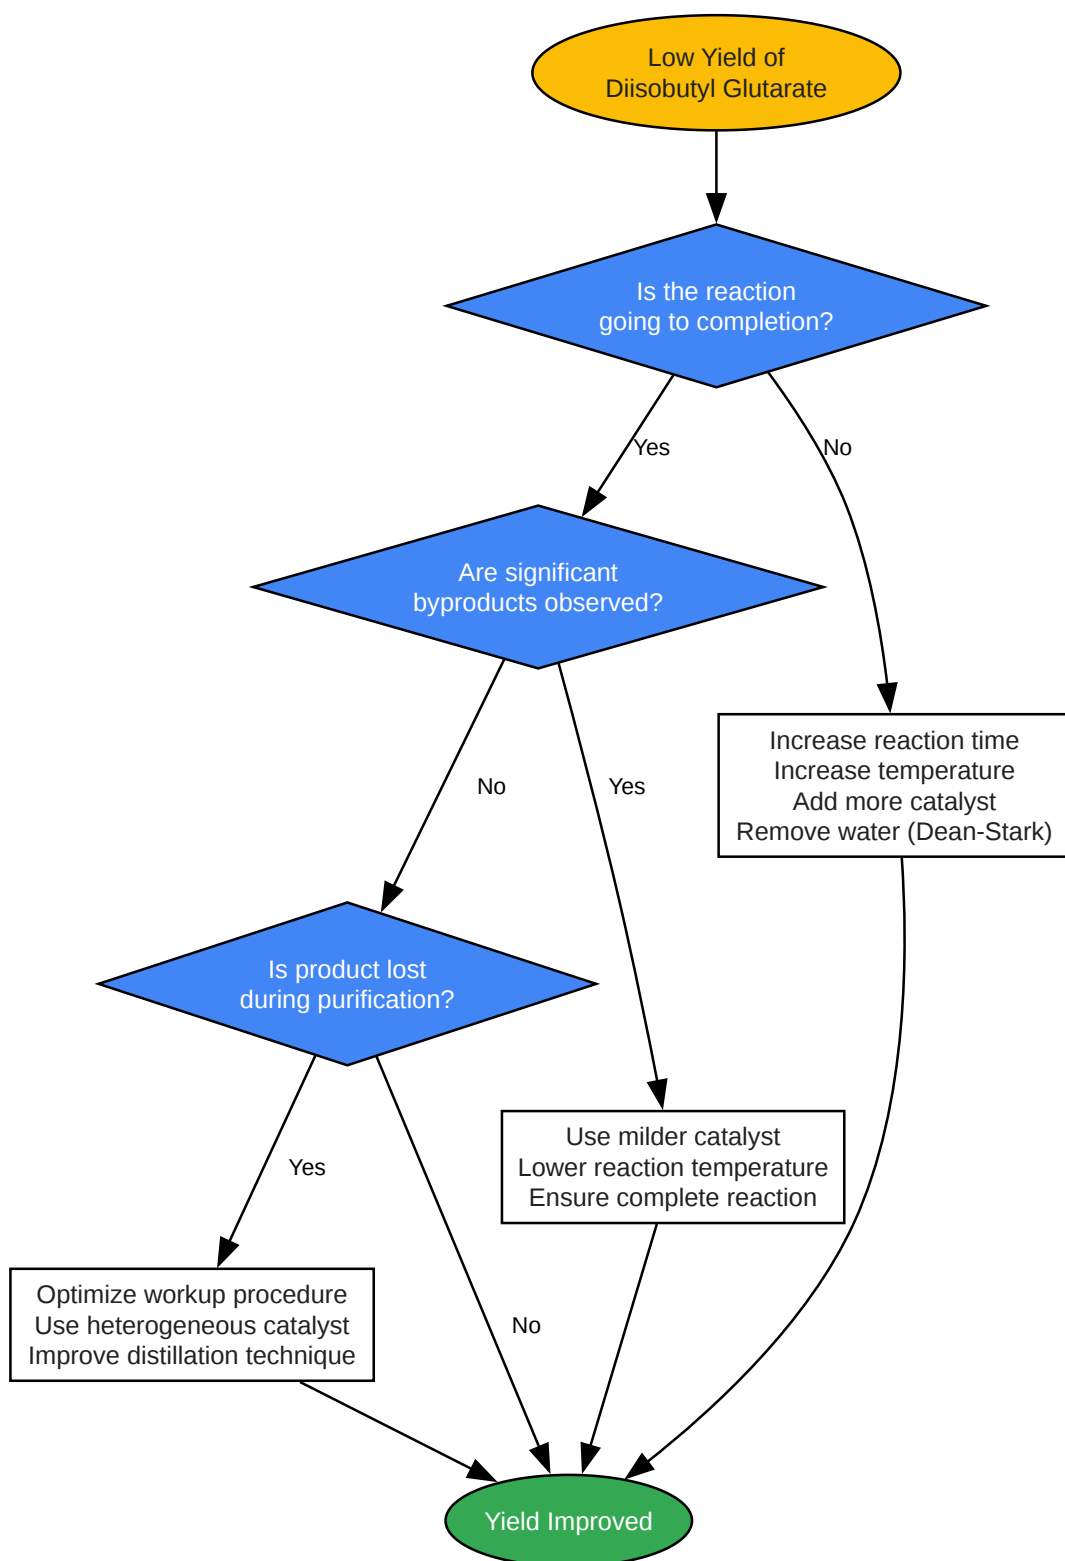 Low Yield of
Diisobutyl Glutarate
Is the reaction
going to completion?
Yes
No
Are significant
byproducts observed?
Increase reaction time
Increase temperature
Add more catalyst
Remove water (Dean-Stark)
No
Yes
Is product lost
during purification?
Use milder catalyst
Lower reaction temperature
Ensure complete reaction
Yes
No
Optimize workup procedure
Use heterogeneous catalyst
Improve distillation technique
Yield Improved